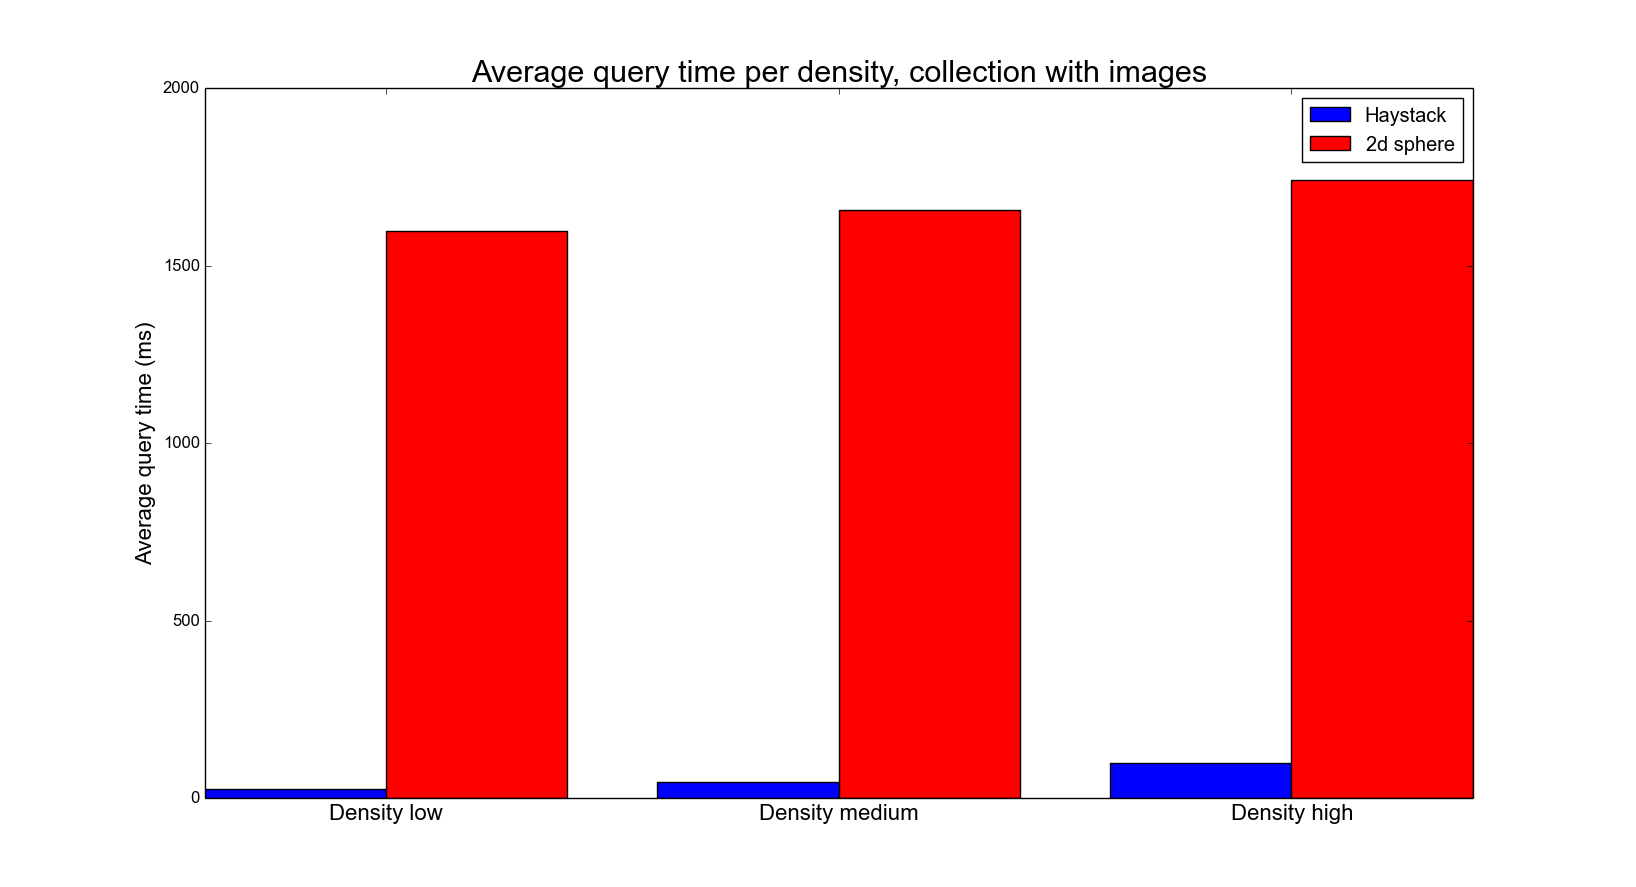 Average query time per density, collection with images
2000
1500
1000
500
0
Average query time (ms)
Haystack
2d sphere
Density low
Density medium
Density high